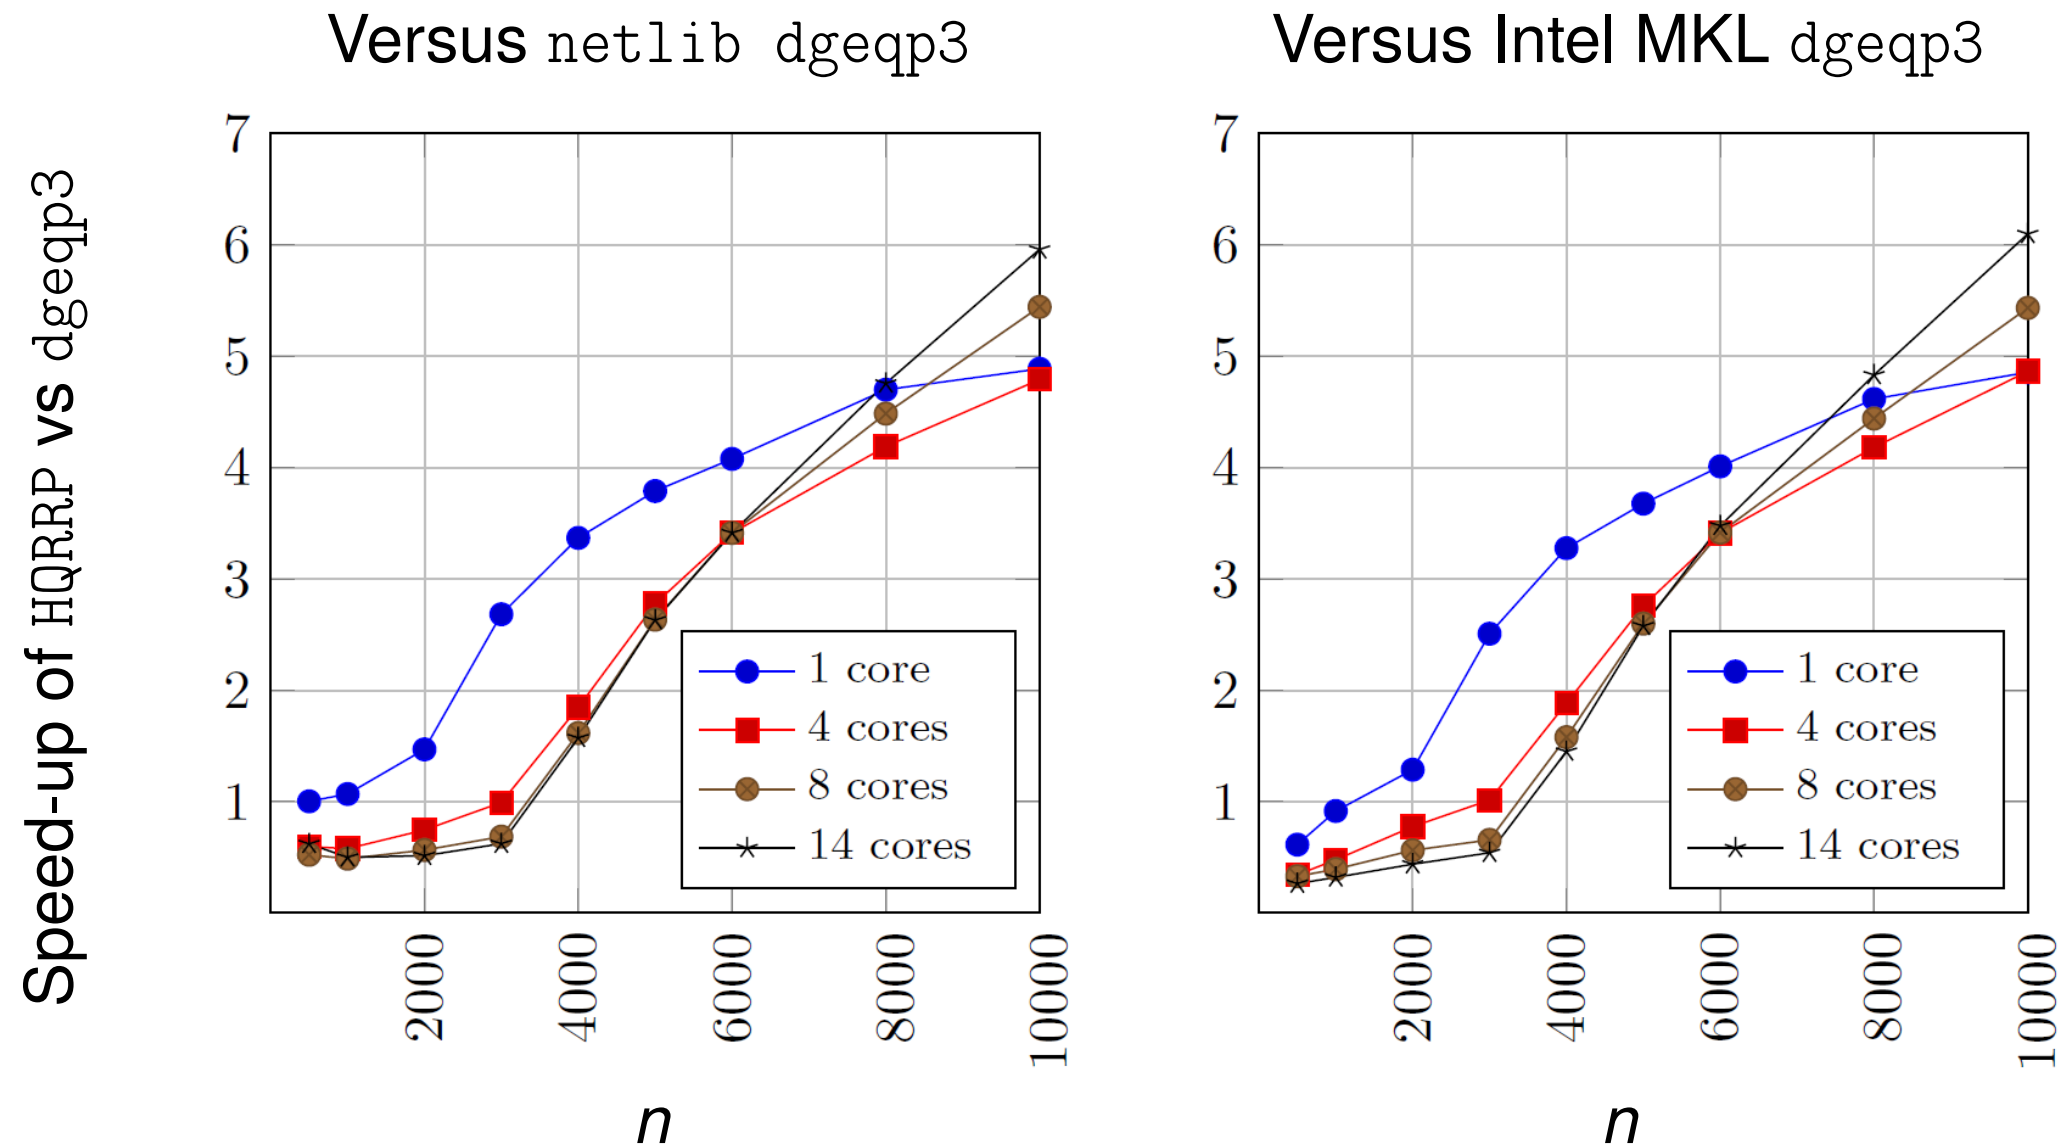 Versus netlib dgeqp3
Versus Intel MKL dgeqp3
Speed-up of HQRRP vs dgeqp3
7
6
5
4
3
2
1
2000
4000
6000
8000
10000
n
1 core
4 cores
8 cores
14 cores
7
6
5
4
3
2
1
2000
4000
6000
8000
10000
n
1 core
4 cores
8 cores
14 cores